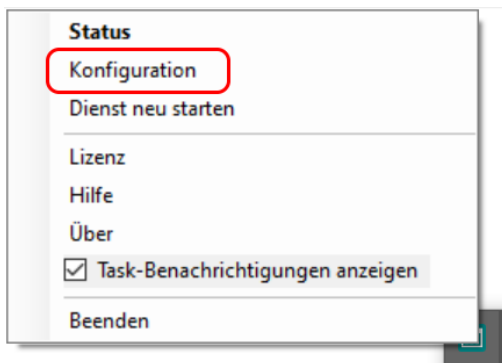 Status
Konfiguration
Dienst neu starten
Lizenz
Hilfe
Über
Task-Benachrichtigungen anzeigen
Beenden